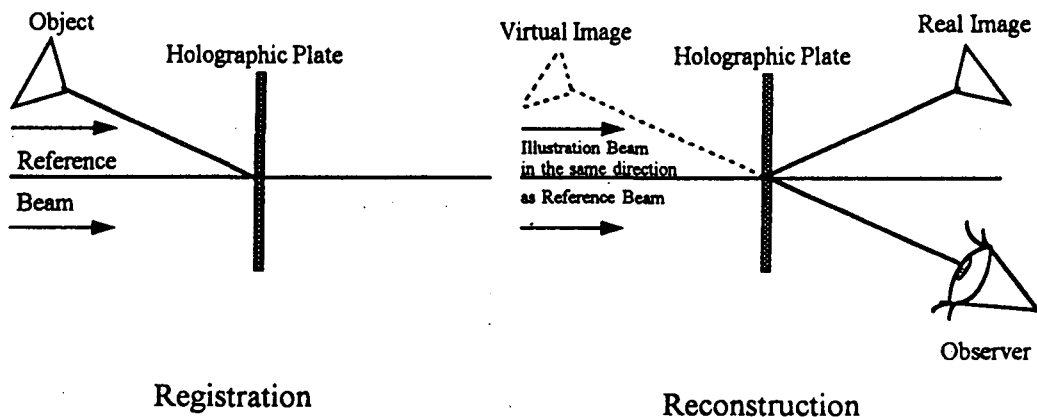 Object
Holographic Plate
Reference
Beam
Registration
Virtual Image
Holographic Plate
Real Image
Illustration Beam
in the same direction
as Reference Beam
Observer
Reconstruction